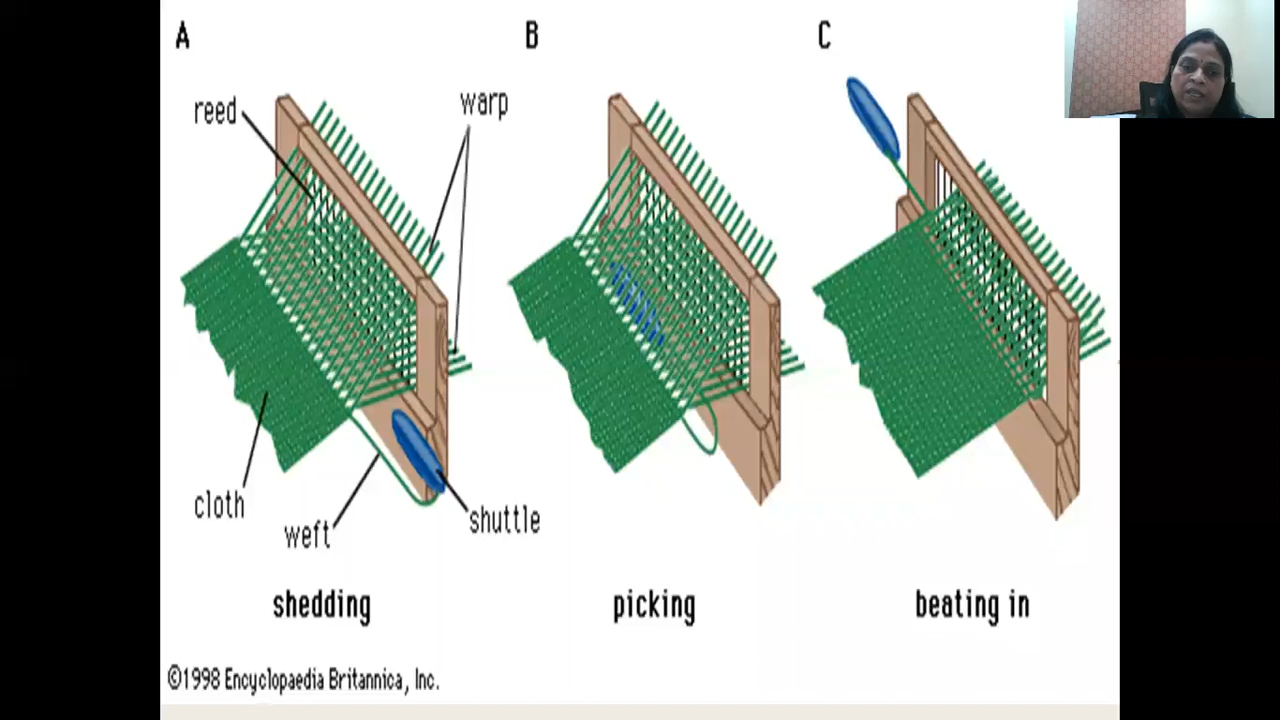 A
B
C
reed
warp
cloth
weft
shuttle
shedding
picking
beating in
©1998 Encyclopaedia Britannica, Inc.